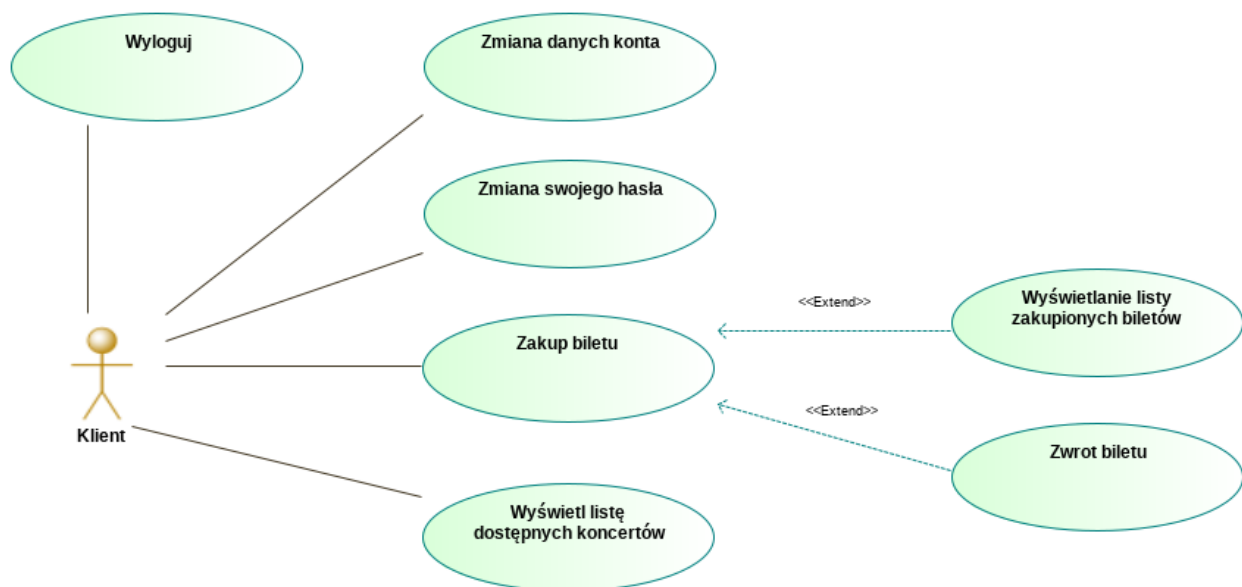 Wyloguj
Zmiana danych konta
Zmiana swojego hasła
<<Extend>>
Wyświetlanie listy
zakupionych biletów
Zakup biletu
<<Extend>>
Zwrot biletu
Klient
Wyświetl listę
dostępnych koncertów